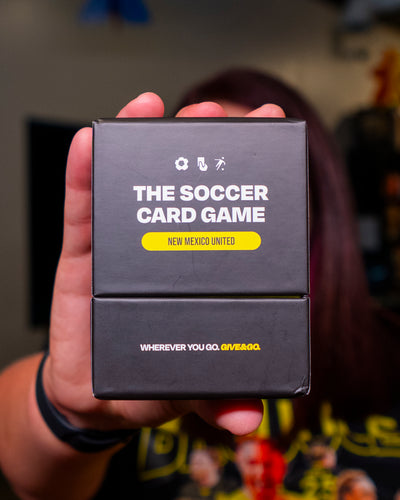 THE SOCCER
CARD GAME
NEW MEXICO UNITED
WHEREVER YOU GO. GIVE&GO.